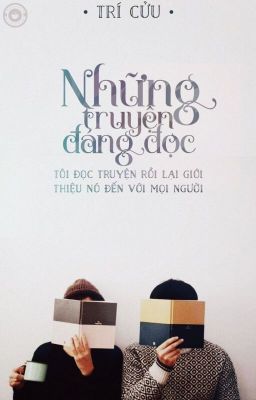 • TRÍ CỬU •
Những
truyện
đáng đọc
TÔI ĐỌC TRUYỆN RỒI LẠI GIỚI
THIỆU NÓ ĐẾN VỚI MỌI NGƯỜI